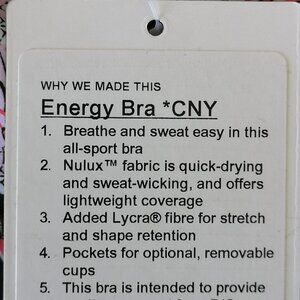 WHY WE MADE THIS
Energy Bra *CNY
1. Breathe and sweat easy in this
all-sport bra
2. Nulux™ fabric is quick-drying
and sweat-wicking, and offers
lightweight coverage
3. Added Lycra® fibre for stretch
and shape retention
4. Pockets for optional, removable
cups
5. This bra is intended to provide